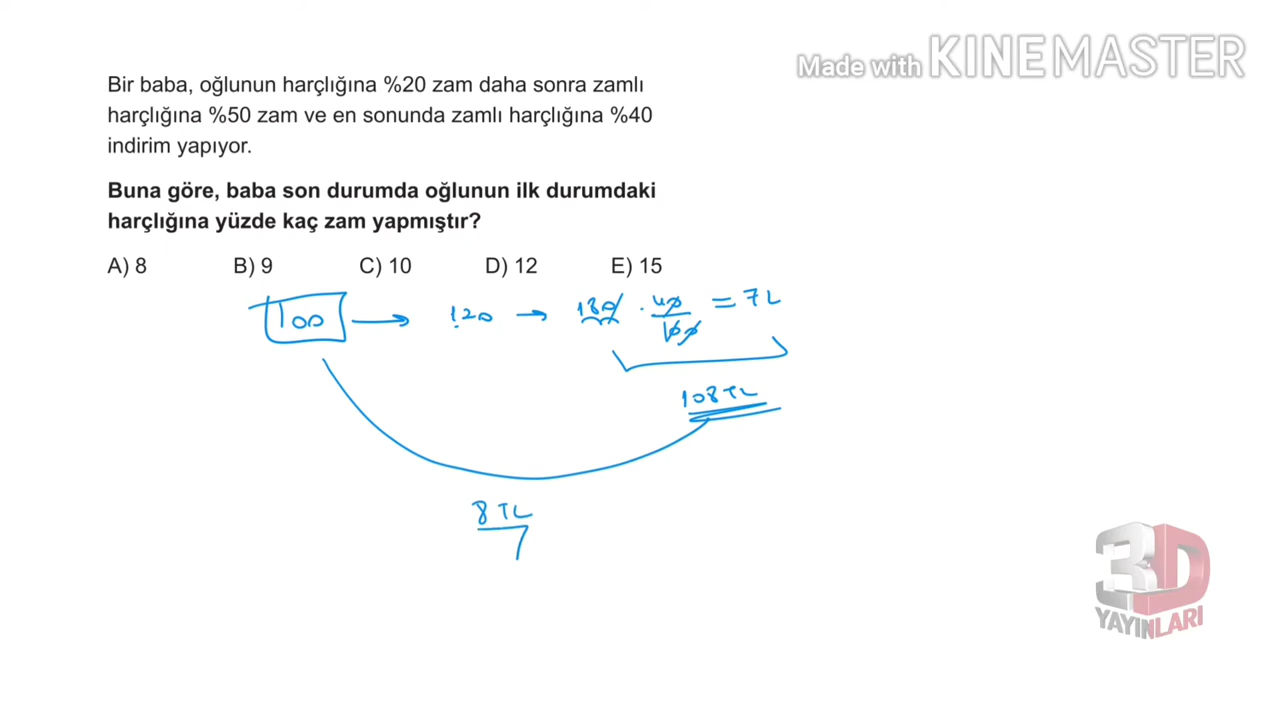 Made with KINEMASTER
Bir baba, oğlunun harçlığına %20 zam daha sonra zamlı
harçlığına %50 zam ve en sonunda zamlı harçlığına %40
indirim yapıyor.
Buna göre, baba son durumda oğlunun ilk durumdaki
harçlığına yüzde kaç zam yapmıştır?
A) 8 B) 9 C) 10 D) 12 E) 15
100 → 120 → 180 . 40/100 = 72
108 TL
8 TL
3D
YAYINLARI